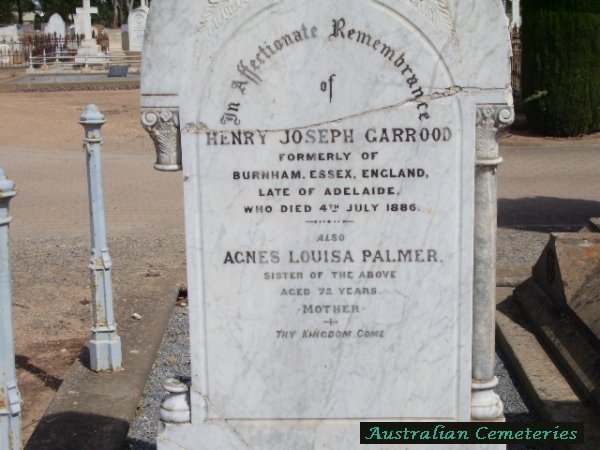 In Affectionate Remembrance
of
HENRY JOSEPH GARROOD
FORMERLY OF
BURNHAM, ESSEX, ENGLAND,
LATE OF ADELAIDE,
WHO DIED 4TH JULY 1886.
ALSO
AGNES LOUISA PALMER,
SISTER OF THE ABOVE
AGED 72 YEARS.
MOTHER
THY KINGDOM COME
Australian Cemeteries